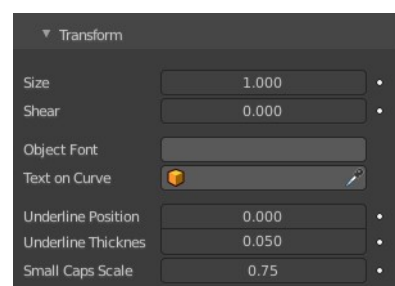 Transform
Size 1.000
Shear 0.000
Object Font
Text on Curve
Underline Position 0.000
Underline Thicknes 0.050
Small Caps Scale 0.75